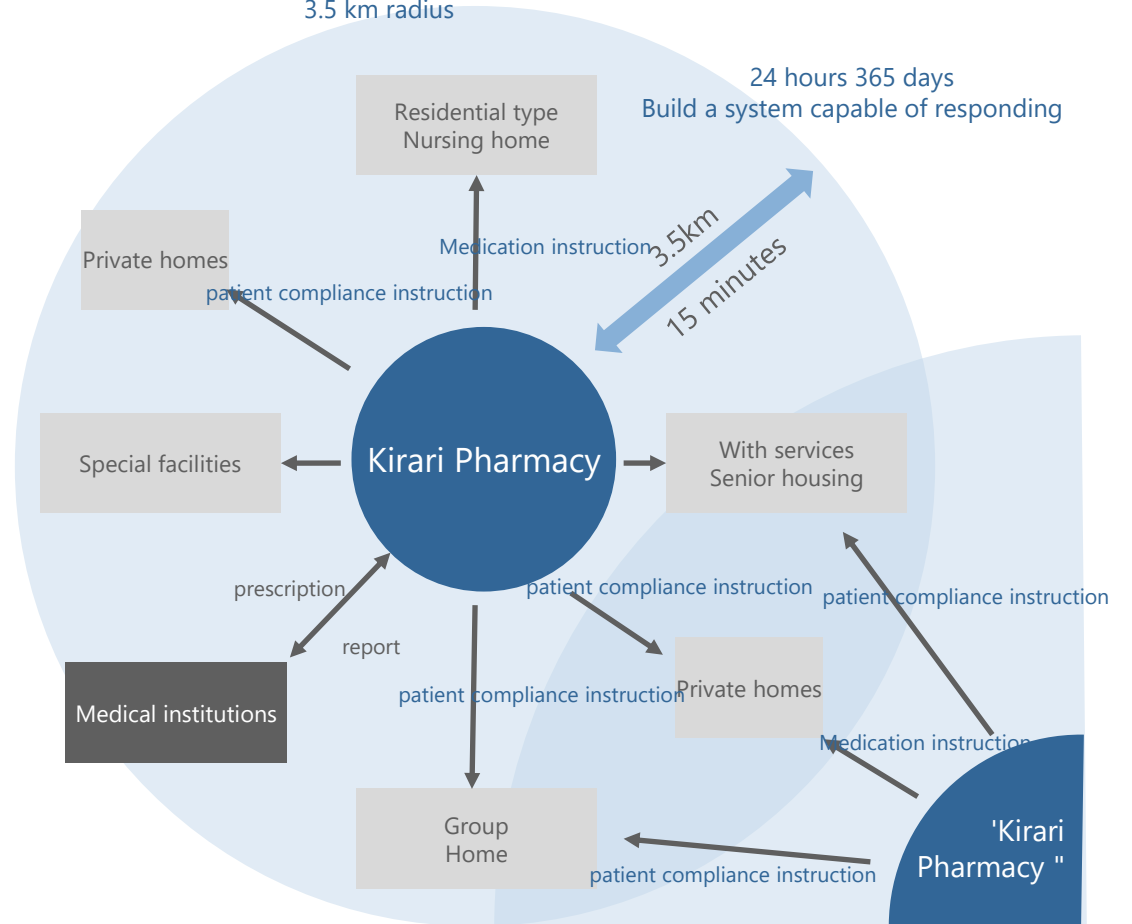 3.5 km radius
24 hours 365 days
Build a system capable of responding
Residential type
Nursing home
3.5km
15 minutes
Medication instruction
Private homes
patient compliance instruction
Special facilities
Kirari Pharmacy
With services
Senior housing
prescription
patient compliance instruction
patient compliance instruction
report
patient compliance instruction
Private homes
Medical institutions
Medication instruction
Group
Home
'Kirari
Pharmacy "
patient compliance instruction